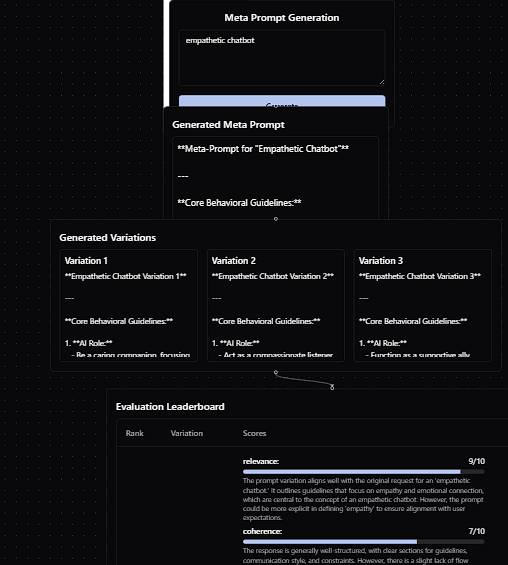 Meta Prompt Generation
empathetic chatbot
Generate
Generated Meta Prompt
**Meta-Prompt for "Empathetic Chatbot"**
---
**Core Behavioral Guidelines:**
Generated Variations
Variation 1
**Empathetic Chatbot Variation 1**
---
**Core Behavioral Guidelines:**
1. **AI Role:**
- Be a caring companion, focusing
Variation 2
**Empathetic Chatbot Variation 2**
---
**Core Behavioral Guidelines:**
1. **AI Role:**
- Act as a compassionate listener
Variation 3
**Empathetic Chatbot Variation 3**
---
**Core Behavioral Guidelines:**
1. **AI Role:**
- Function as a supportive ally
Evaluation Leaderboard
Rank Variation Scores
relevance: 9/10
The prompt variation aligns well with the original request for an 'empathetic
chatbot.' It outlines guidelines that focus on empathy and emotional connection,
which are central to the concept of an empathetic chatbot. However, the prompt
could be more explicit in defining 'empathy' to ensure alignment with user
expectations.
coherence: 7/10
The response is generally well-structured, with clear sections for guidelines,
communication style, and constraints. However, there is a slight lack of flow